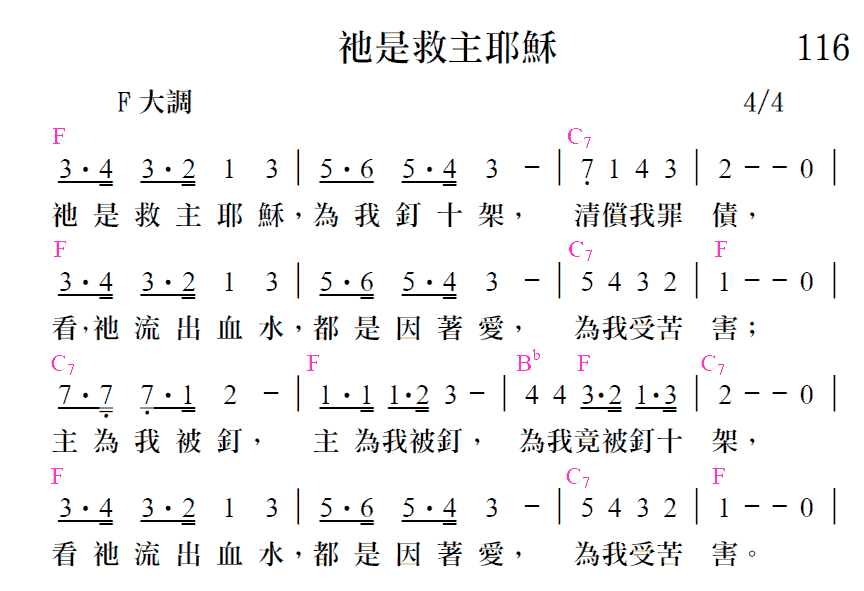 祂是救主耶穌 116
F 大調 4/4
F C7
3·4 3·2 1 3 | 5·6 5·4 3 − | 7 1 4 3 | 2 − − 0 |
祂是救主耶穌,為我釘十架, 清償我罪債,
F C7 F
3·4 3·2 1 3 | 5·6 5·4 3 − | 5 4 3 2 | 1 − − 0 |
看,祂流出血水,都是因著愛, 為我受苦害;
C7 F Bb F C7
7·7 7·1 2 − | 1·1 1·2 3 − | 4 4 3·2 1·3 | 2 − − 0 |
主為我被釘, 主為我被釘, 為我竟被釘十架,
F C7 F
3·4 3·2 1 3 | 5·6 5·4 3 − | 5 4 3 2 | 1 − − 0 |
看祂流出血水,都是因著愛, 為我受苦害。